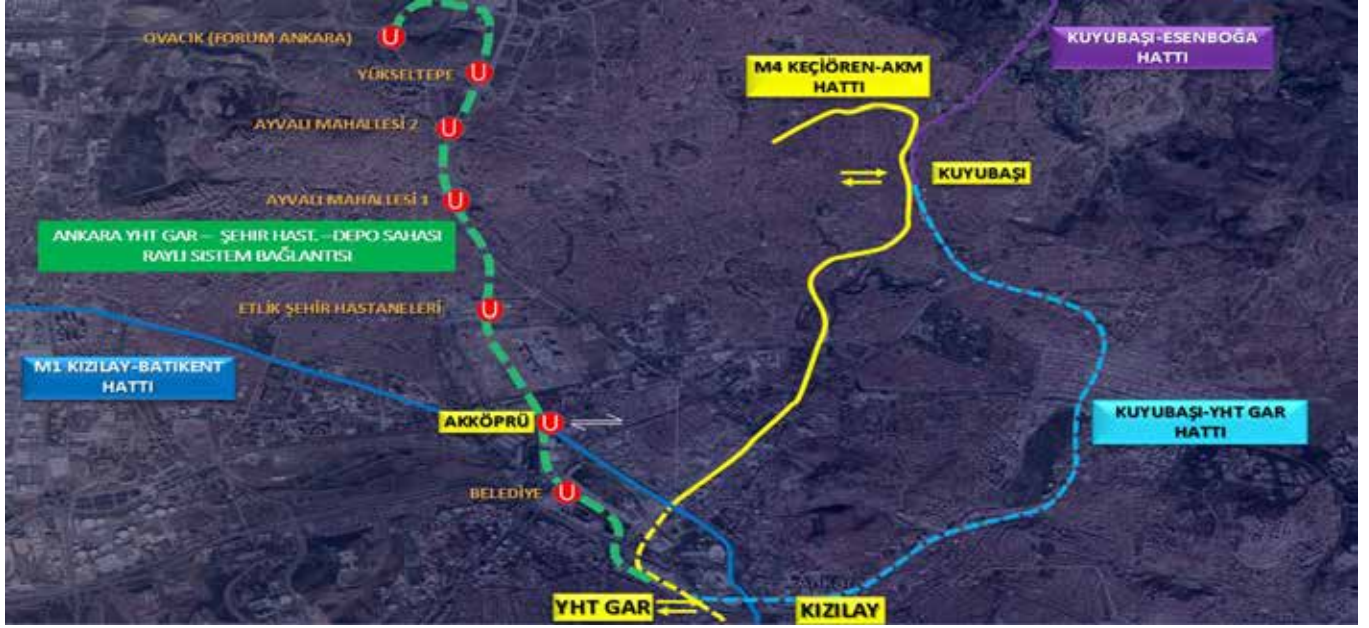 OVACIK (FORUM ANKARA)
U
KUYUBAŞI-ESENBOĞA
HATTI
YÜKSELTEPE
U
M4 KEÇİÖREN-AKM
HATTI
AYVALI MAHALLESİ 2
U
KUYUBAŞI
AYVALI MAHALLESİ 1
U
ANKARA YHT GAR – ŞEHİR HAST. –DEPO SAHASI
RAYLI SİSTEM BAĞLANTISI
ETLİK ŞEHİR HASTANELERİ
U
M1 KIZILAY-BATIKENT
HATTI
AKKÖPRÜ
U
KUYUBAŞI-YHT GAR
HATTI
BELEDİYE
U
Ankara
YHT GAR
KIZILAY